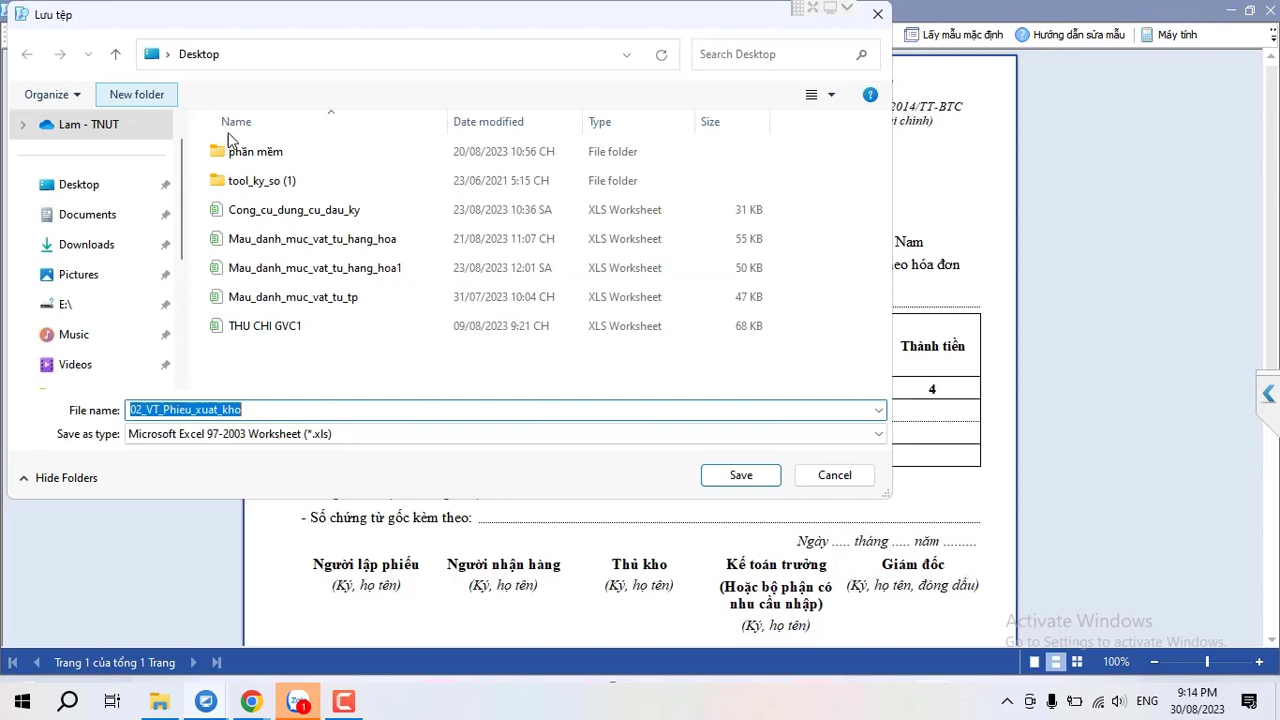 Lưu tệp
Lấy mẫu mặc định
Hướng dẫn sửa mẫu
Máy tính
Desktop
Search Desktop
Organize
New folder
Lam - TNUT
Desktop
Documents
Downloads
Pictures
E:\
Music
Videos
Name Date modified Type Size
phần mềm 20/08/2023 10:56 CH File folder
tool_ky_so (1) 23/06/2021 5:15 CH File folder
Cong_cu_dung_cu_dau_ky 23/08/2023 10:36 SA XLS Worksheet 31 KB
Mau_danh_muc_vat_tu_hang_hoa 21/08/2023 11:07 CH XLS Worksheet 55 KB
Mau_danh_muc_vat_tu_hang_hoa1 23/08/2023 12:01 SA XLS Worksheet 50 KB
Mau_danh_muc_vat_tu_tp 31/07/2023 10:04 CH XLS Worksheet 47 KB
THU CHI GVC1 09/08/2023 9:21 CH XLS Worksheet 68 KB
File name: 02_VT_Phieu_xuat_kho
Save as type: Microsoft Excel 97-2003 Worksheet (*.xls)
Hide Folders
Save
Cancel
2014/TT-BTC
i chính)
Nam
eo hóa đơn
Thành tiền
4
- Số chứng từ gốc kèm theo:
Ngày ..... tháng ..... năm .........
Người lập phiếu Người nhận hàng Thủ kho Kế toán trưởng Giám đốc
(Ký, họ tên) (Ký, họ tên) (Ký, họ tên) (Hoặc bộ phận có (Ký, họ tên, đóng dấu)
nhu cầu nhập)
(Ký, họ tên)
Activate Windows
Go to Settings to activate Windows.
Trang 1 của tổng 1 Trang
100%
1
ENG
9:14 PM
30/08/2023